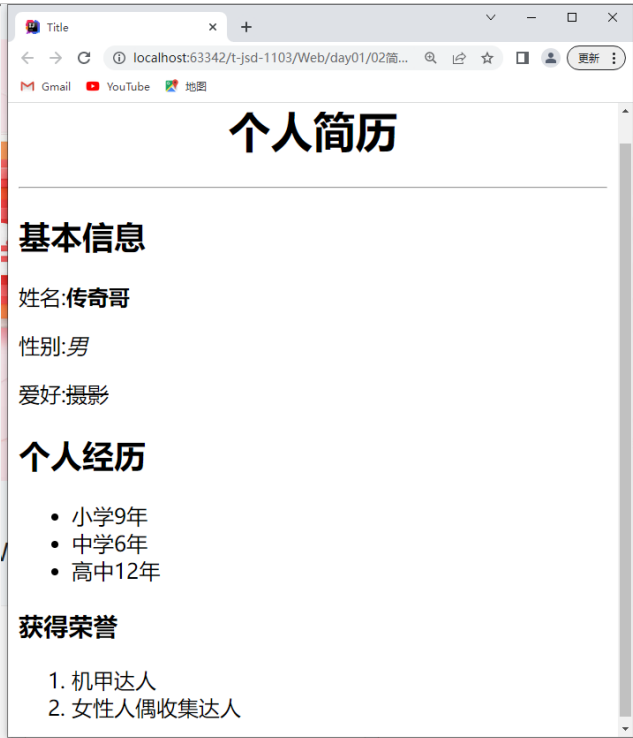 Title
localhost:63342/t-jsd-1103/Web/day01/02简...
更新
Gmail YouTube 地图
个人简历
基本信息
姓名:传奇哥
性别:男
爱好:摄影
个人经历
• 小学9年
• 中学6年
• 高中12年
获得荣誉
1. 机甲达人
2. 女性人偶收集达人